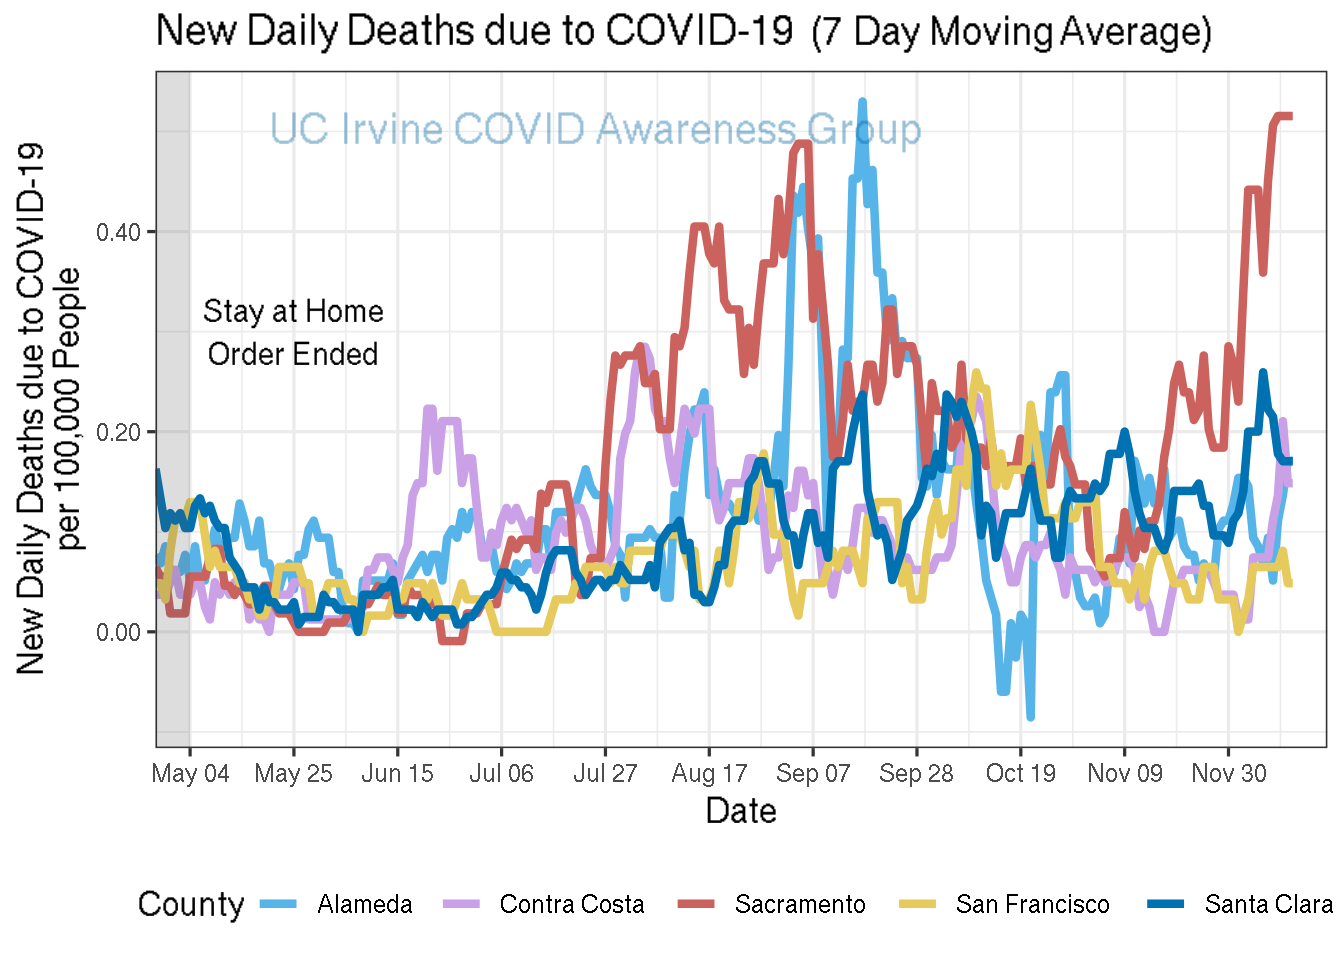 New Daily Deaths due to COVID-19 (7 Day Moving Average)
UC Irvine COVID Awareness Group
New Daily Deaths due to COVID-19
per 100,000 People
0.40
0.20
0.00
Stay at Home
Order Ended
May 04 May 25 Jun 15 Jul 06 Jul 27 Aug 17 Sep 07 Sep 28 Oct 19 Nov 09 Nov 30
Date
County Alameda Contra Costa Sacramento San Francisco Santa Clara